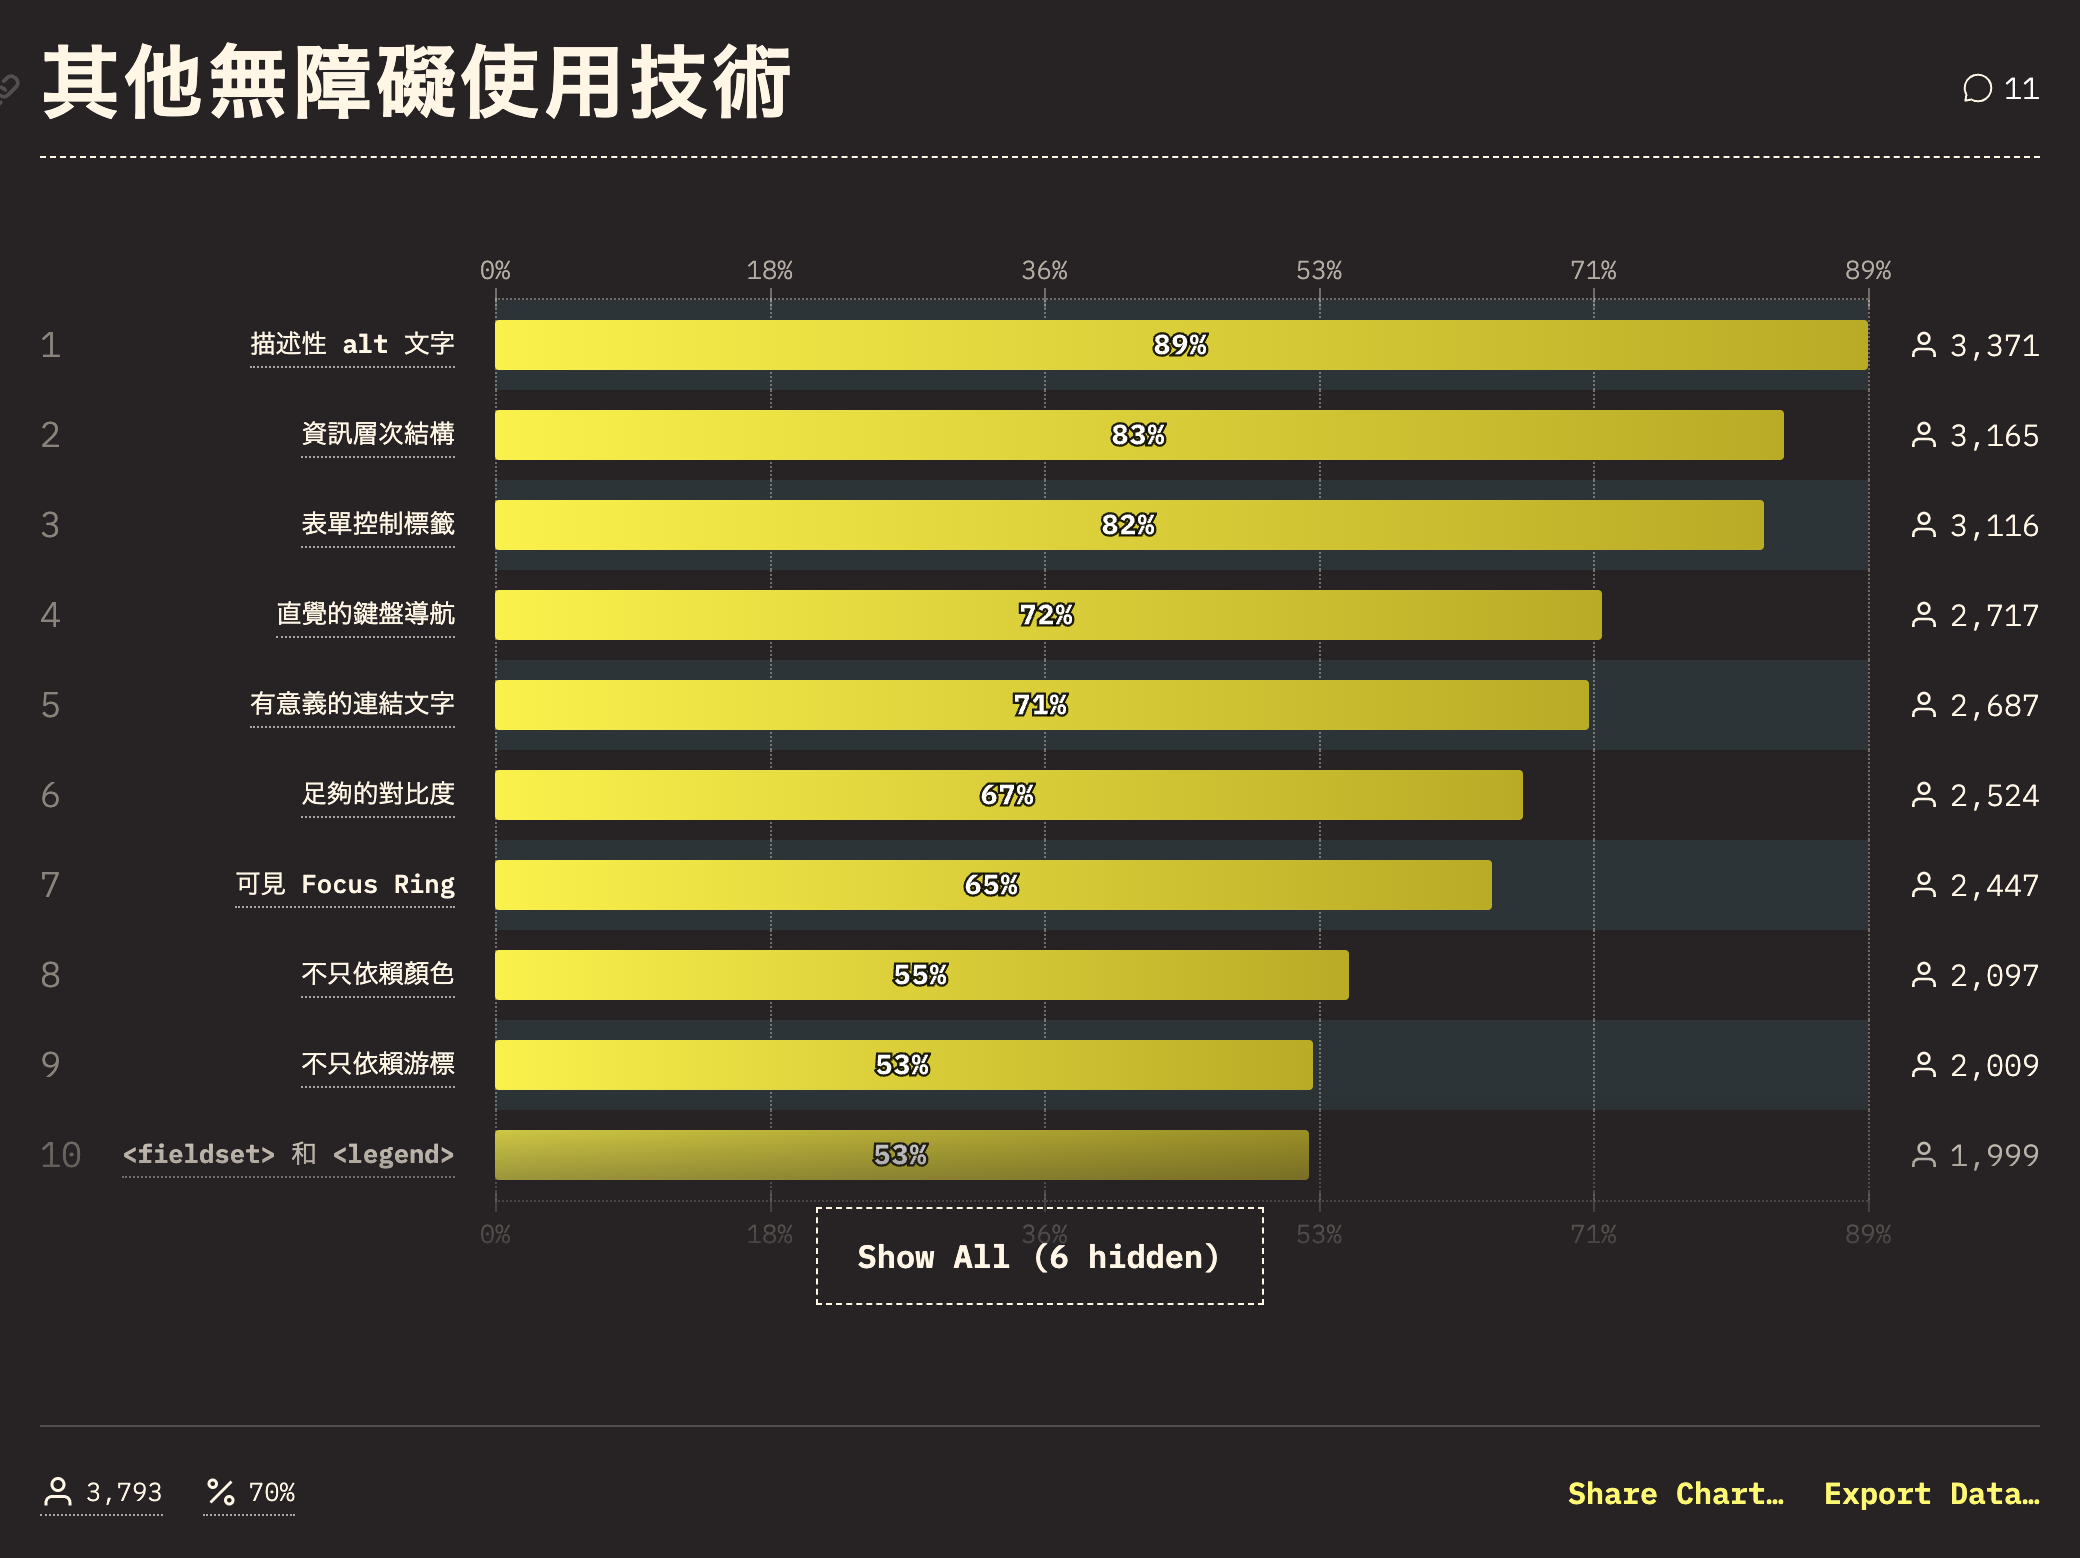 其他無障礙使用技術
11
0% 18% 36% 53% 71% 89%
1 描述性 alt 文字 89% 3,371
2 資訊層次結構 83% 3,165
3 表單控制標籤 82% 3,116
4 直覺的鍵盤導航 72% 2,717
5 有意義的連結文字 71% 2,687
6 足夠的對比度 67% 2,524
7 可見 Focus Ring 65% 2,447
8 不只依賴顏色 55% 2,097
9 不只依賴游標 53% 2,009
10 <fieldset> 和 <legend> 53% 1,999
0% 18% 36% 53% 71% 89%
Show All (6 hidden)
3,793 70% Share Chart… Export Data…